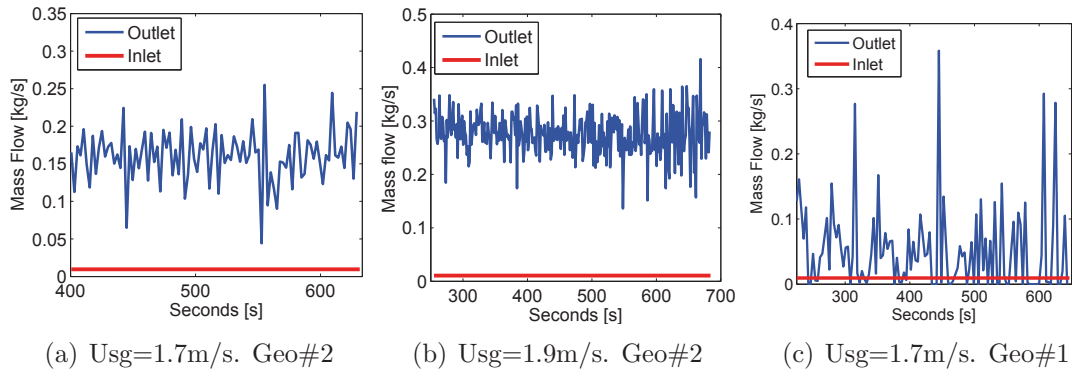 0.35
0.3
0.25
0.2
0.15
0.1
0.05
0
Mass Flow [kg/s]
Outlet
Inlet
400
500
600
Seconds [s]
(a) Usg=1.7m/s. Geo#2
0.5
0.4
0.3
0.2
0.1
0
Mass flow [kg/s]
Outlet
Inlet
300
400
500
600
700
Seconds [s]
(b) Usg=1.9m/s. Geo#2
0.4
0.3
0.2
0.1
0
Mass Flow [kg/s]
Outlet
Inlet
300
400
500
600
Seconds [s]
(c) Usg=1.7m/s. Geo#1